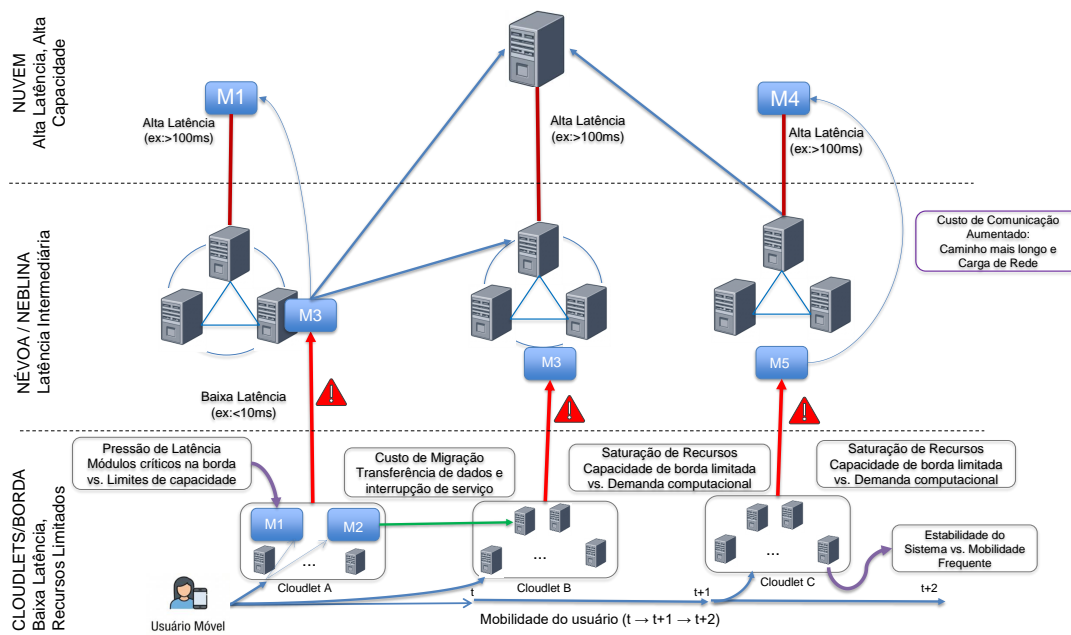 NUVEM
Alta Latência, Alta
Capacidade
M1
M4
Alta Latência
(ex:>100ms)
Alta Latência
(ex:>100ms)
Alta Latência
(ex:>100ms)
NÉVOA / NEBLINA
Latência Intermediária
Custo de Comunicação
Aumentado:
Caminho mais longo e
Carga de Rede
M3
M3
M5
Baixa Latência
(ex:<10ms)
CLOUDLETS/BORDA
Baixa Latência,
Recursos Limitados
Pressão de Latência
Módulos críticos na borda
vs. Limites de capacidade
Custo de Migração
Transferência de dados e
interrupção de serviço
Saturação de Recursos
Capacidade de borda limitada
vs. Demanda computacional
Saturação de Recursos
Capacidade de borda limitada
vs. Demanda computacional
M1
M2
...
...
...
Estabilidade do
Sistema vs. Mobilidade
Frequente
Cloudlet A
Cloudlet B
Cloudlet C
t
t+1
t+2
Usuário Móvel
Mobilidade do usuário (t → t+1 → t+2)